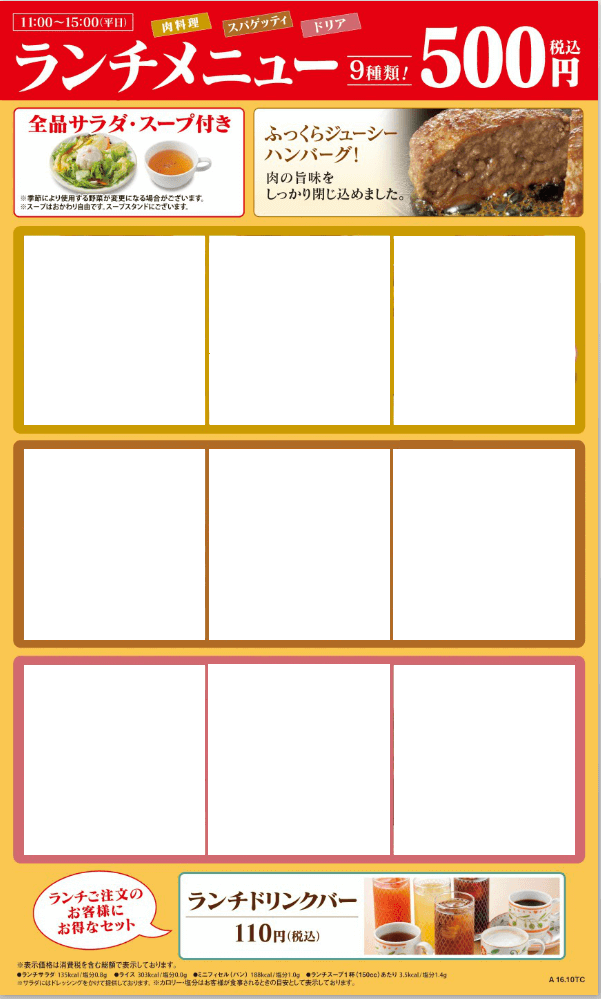 11:00～15:00(平日)
肉料理
スパゲッティ
ドリア
ランチメニュー
9種類!
500円
税込
全品サラダ・スープ付き
※季節により使用する野菜が変更になる場合がございます。
※スープはおかわり自由です。スープスタンドにございます。
ふっくらジューシー
ハンバーグ!
肉の旨味を
しっかり閉じ込めました。
ランチご注文の
お客様に
お得なセット
ランチドリンクバー
110円(税込)
※表示価格は消費税を含む総額で表示しております。
●ランチサラダ 135kcal/塩分0.8g ●ライス 303kcal/塩分0.0g ●ミニフィセル(パン) 188kcal/塩分1.0g ●ランチスープ1杯(150cc)あたり 3.5kcal/塩分1.4g
※サラダにはドレッシングをかけて提供しております。 ※カロリー・塩分はお客様が食事されるときの目安として表示しております。
A 16.10TC